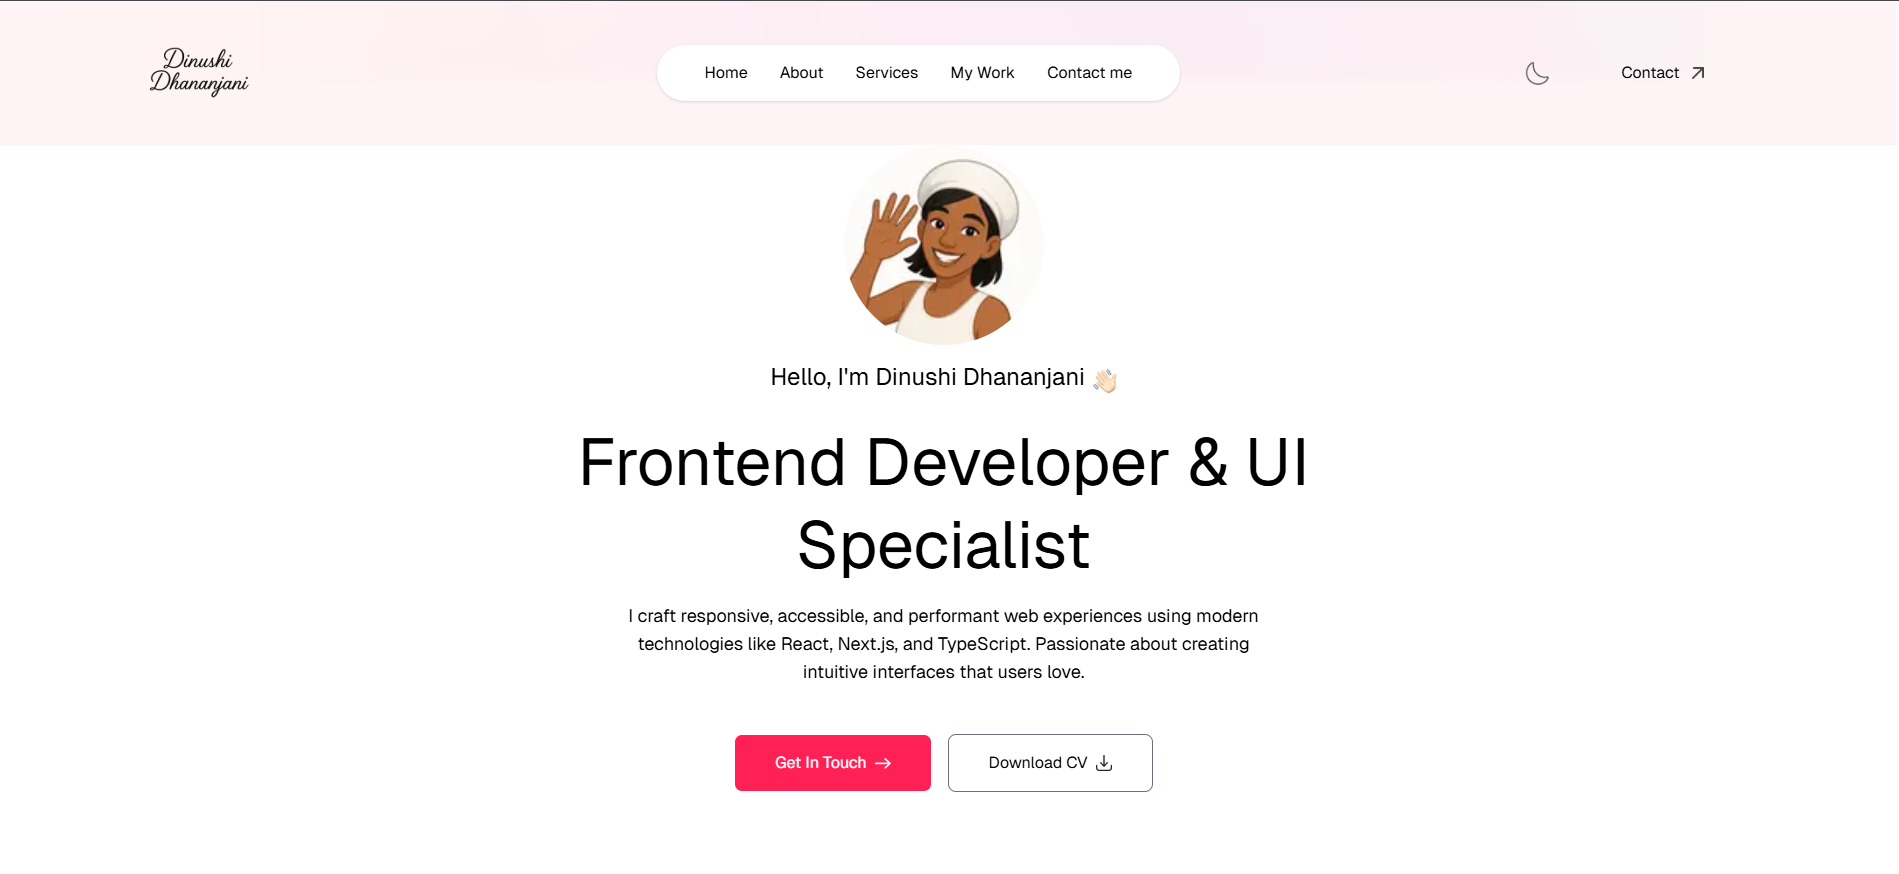 Dinushi
Dhananjani
Home About Services My Work Contact me
Contact
Hello, I'm Dinushi Dhananjani 👋🏻
Frontend Developer & UI
Specialist
I craft responsive, accessible, and performant web experiences using modern
technologies like React, Next.js, and TypeScript. Passionate about creating
intuitive interfaces that users love.
Get In Touch →
Download CV